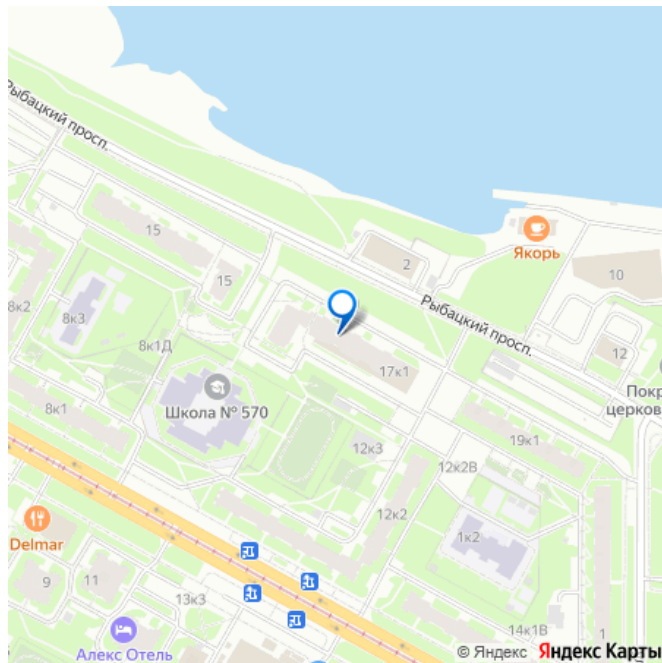 Рыбацкий просп.
15
15
2
Якорь
10
8к2
8к3
8к1Д
Рыбацкий просп.
12
17к1
Школа № 570
Покр
церков
8к1
19к1
12к3
12к2В
12к2
1к2
Delmar
9
11
13к3
14к1В
1
Алекс Отель
© Яндекс Яндекс Карты